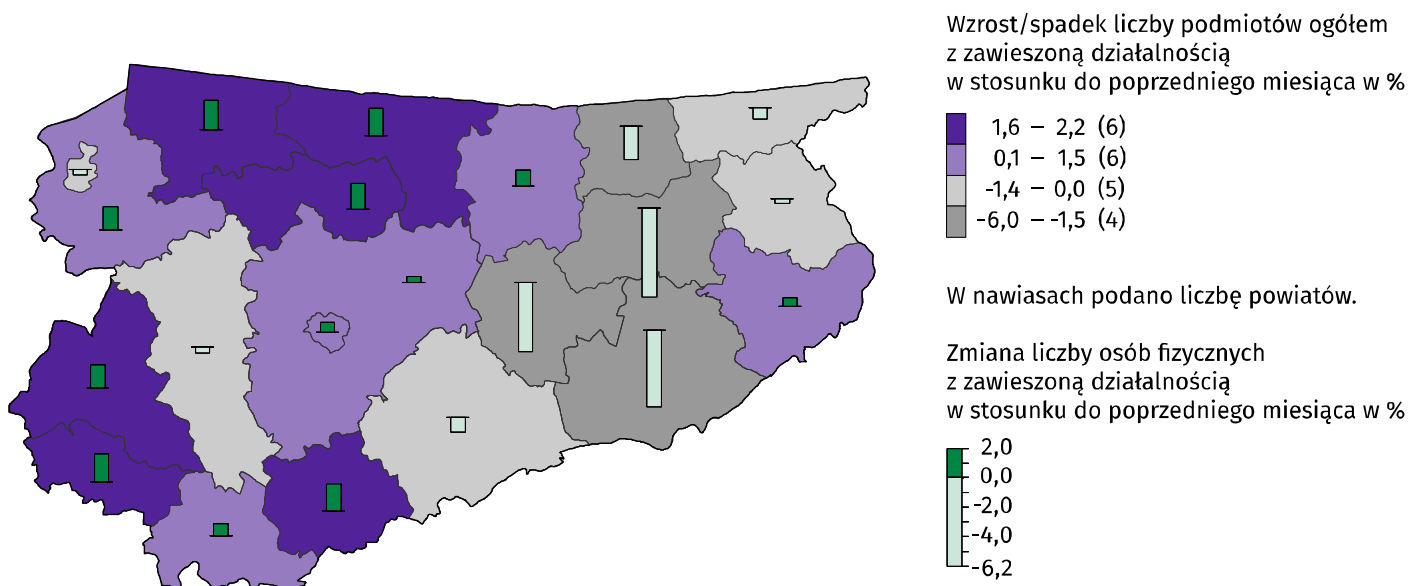 Wzrost/spadek liczby podmiotów ogółem
z zawieszoną działalnością
w stosunku do poprzedniego miesiąca w %
1,6 – 2,2 (6)
0,1 – 1,5 (6)
-1,4 – 0,0 (5)
-6,0 – -1,5 (4)
W nawiasach podano liczbę powiatów.
Zmiana liczby osób fizycznych
z zawieszoną działalnością
w stosunku do poprzedniego miesiąca w %
2,0
0,0
-2,0
-4,0
-6,2